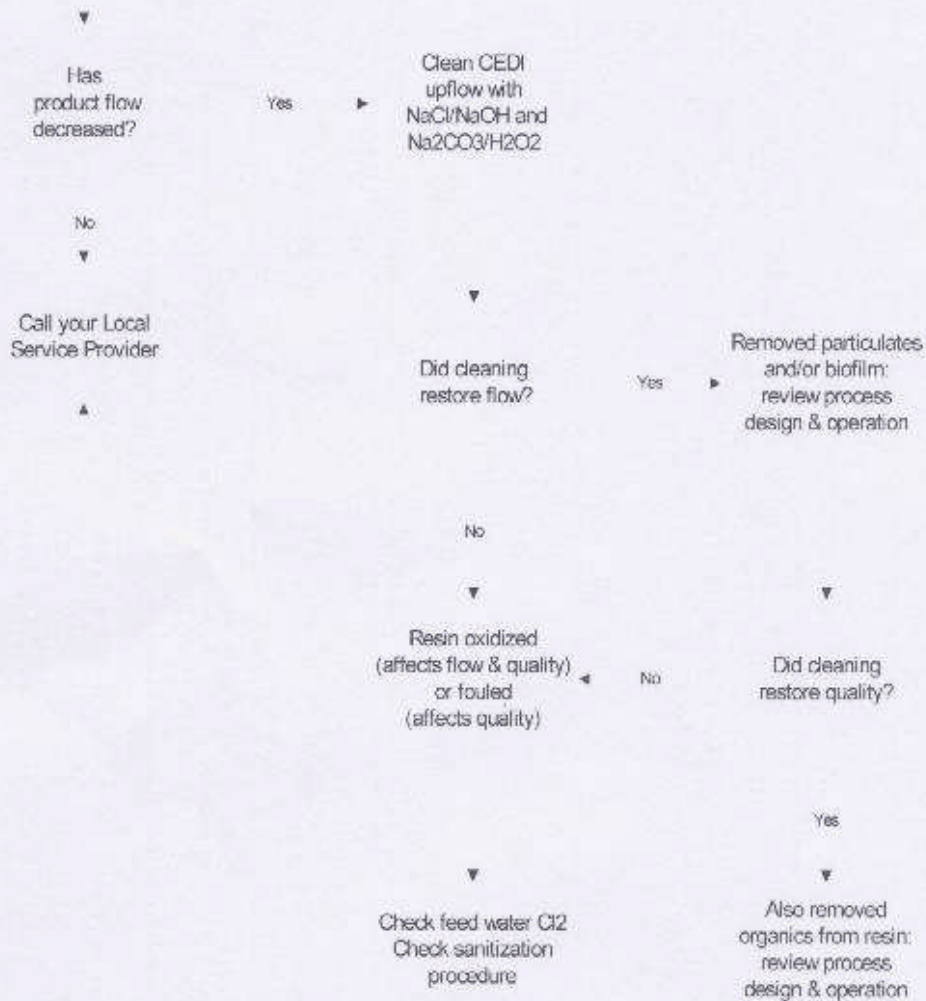 Has
product flow
decreased?
Yes
Clean CEDI
upflow with
NaCl/NaOH and
Na2CO3/H2O2
No
Call your Local
Service Provider
Did cleaning
restore flow?
Yes
Removed particulates
and/or biofilm:
review process
design & operation
No
Resin oxidized
(affects flow & quality)
or fouled
(affects quality)
No
Did cleaning
restore quality?
Yes
Check feed water Cl2
Check sanitization
procedure
Also removed
organics from resin:
review process
design & operation